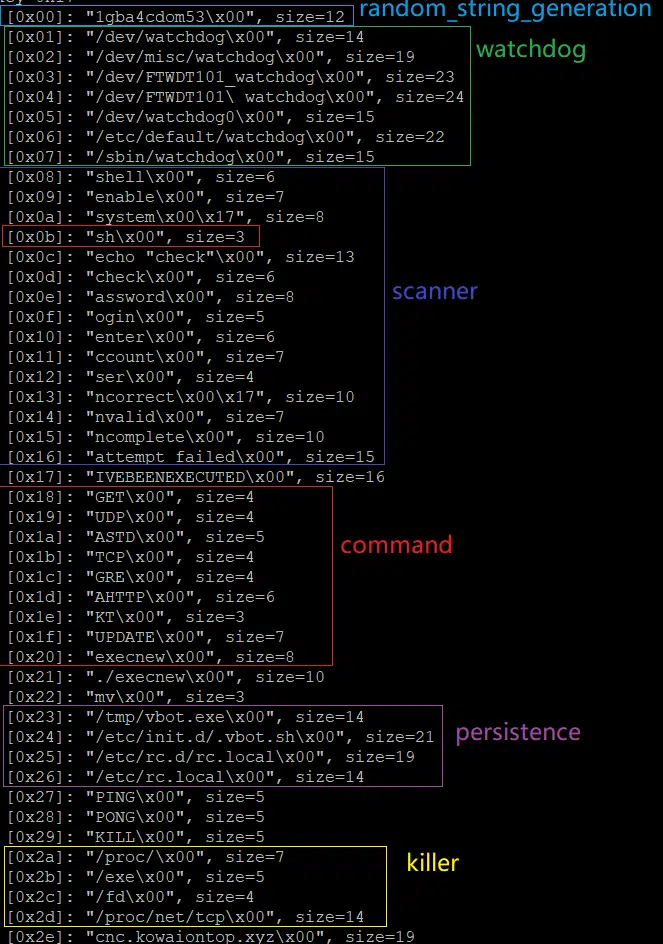 [0x00]: "1gba4cdom53\x00", size=12 random_string_generation
[0x01]: "/dev/watchdog\x00", size=14
[0x02]: "/dev/misc/watchdog\x00", size=19 watchdog
[0x03]: "/dev/FTWDT101_watchdog\x00", size=23
[0x04]: "/dev/FTWDT101\ watchdog\x00", size=24
[0x05]: "/dev/watchdog0\x00", size=15
[0x06]: "/etc/default/watchdog\x00", size=22
[0x07]: "/sbin/watchdog\x00", size=15
[0x08]: "shell\x00", size=6
[0x09]: "enable\x00", size=7
[0x0a]: "system\x00\x17", size=8
[0x0b]: "sh\x00", size=3
[0x0c]: "echo "check"\x00", size=13
[0x0d]: "check\x00", size=6
[0x0e]: "assword\x00", size=8 scanner
[0x0f]: "ogin\x00", size=5
[0x10]: "enter\x00", size=6
[0x11]: "ccount\x00", size=7
[0x12]: "ser\x00", size=4
[0x13]: "ncorrect\x00\x17", size=10
[0x14]: "nvalid\x00", size=7
[0x15]: "ncomplete\x00", size=10
[0x16]: "attempt failed\x00", size=15
[0x17]: "IVEBEENEXECUTED\x00", size=16
[0x18]: "GET\x00", size=4
[0x19]: "UDP\x00", size=4
[0x1a]: "ASTD\x00", size=5
[0x1b]: "TCP\x00", size=4 command
[0x1c]: "GRE\x00", size=4
[0x1d]: "AHTTP\x00", size=6
[0x1e]: "KT\x00", size=3
[0x1f]: "UPDATE\x00", size=7
[0x20]: "execnew\x00", size=8
[0x21]: "./execnew\x00", size=10
[0x22]: "mv\x00", size=3
[0x23]: "/tmp/vbot.exe\x00", size=14
[0x24]: "/etc/init.d/.vbot.sh\x00", size=21 persistence
[0x25]: "/etc/rc.d/rc.local\x00", size=19
[0x26]: "/etc/rc.local\x00", size=14
[0x27]: "PING\x00", size=5
[0x28]: "PONG\x00", size=5
[0x29]: "KILL\x00", size=5
[0x2a]: "/proc/\x00", size=7 killer
[0x2b]: "/exe\x00", size=5
[0x2c]: "/fd\x00", size=4
[0x2d]: "/proc/net/tcp\x00", size=14
[0x2e]: "cnc.kowaiontop.xyz\x00", size=19